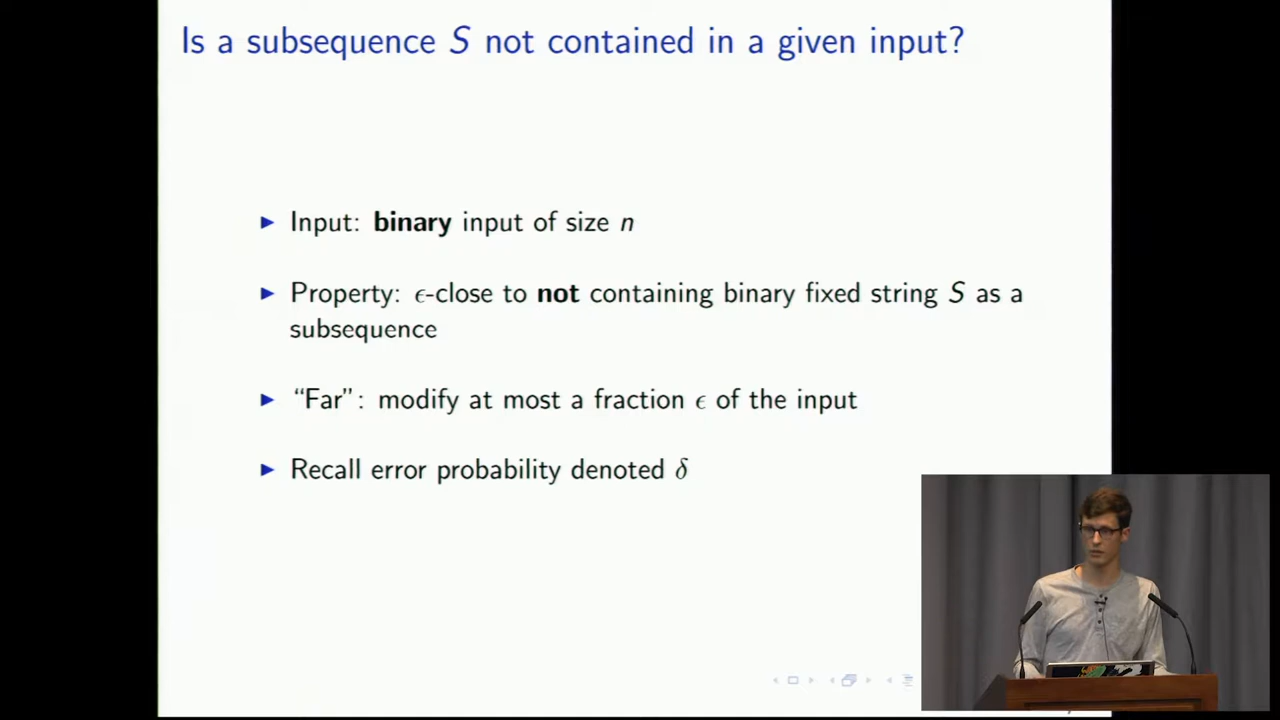 Is a subsequence S not contained in a given input?
▶ Input: binary input of size n
▶ Property: ϵ-close to not containing binary fixed string S as a
subsequence
▶ “Far”: modify at most a fraction ϵ of the input
▶ Recall error probability denoted δ